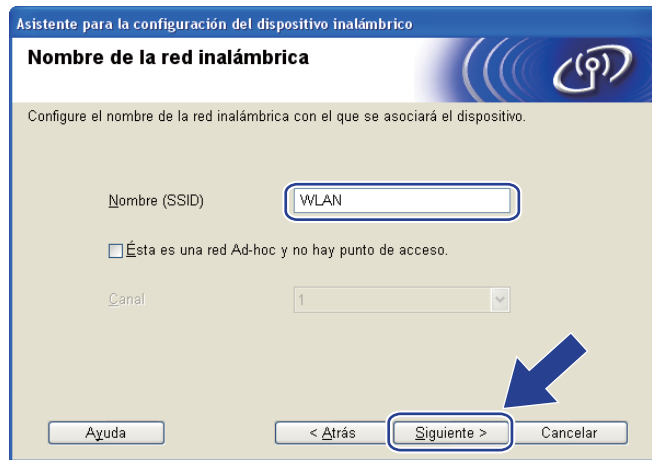 Asistente para la configuración del dispositivo inalámbrico
Nombre de la red inalámbrica
Configure el nombre de la red inalámbrica con el que se asociará el dispositivo.
Nombre (SSID) WLAN
Ésta es una red Ad-hoc y no hay punto de acceso.
Canal 1
Ayuda < Atrás Siguiente > Cancelar